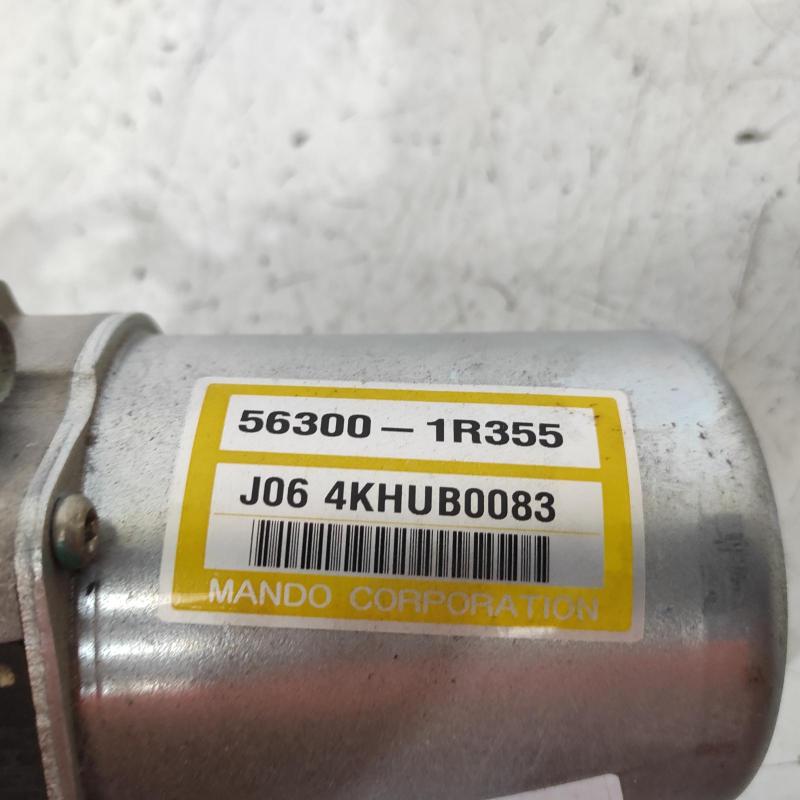 56300 - 1R355
J06 4KHUB0083
MANDO CORPORATION